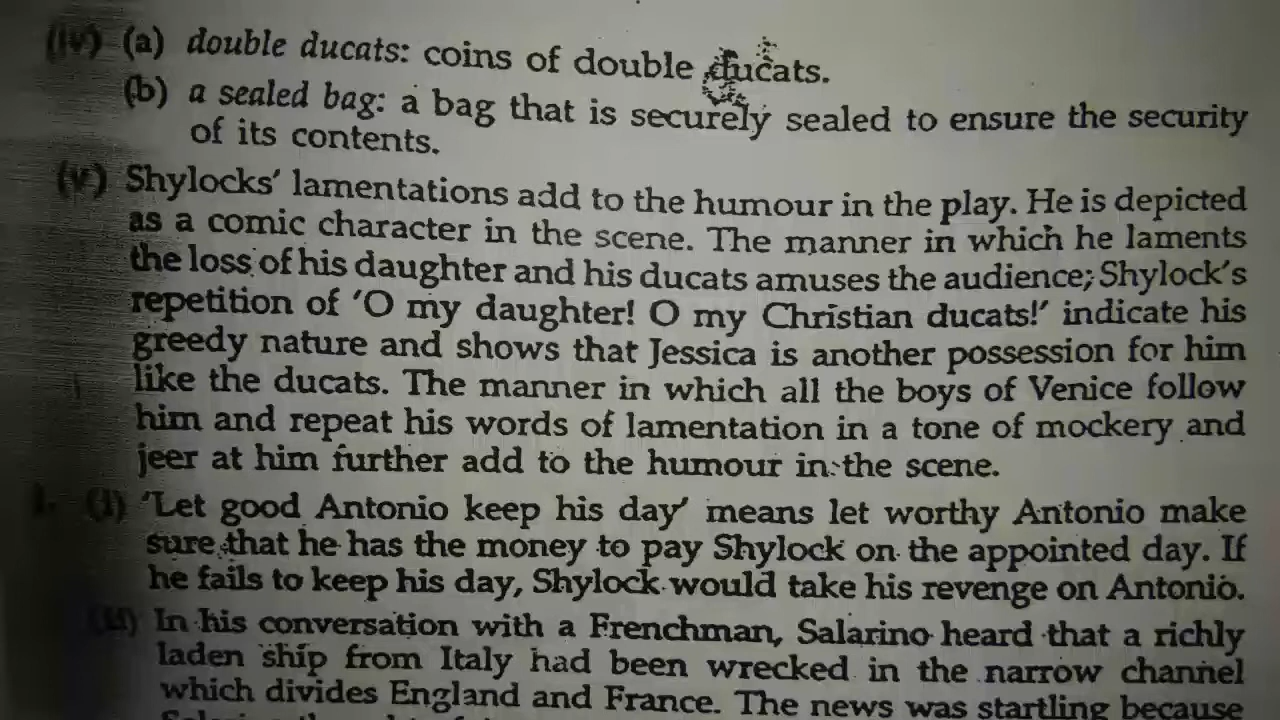 (iv) (a) double ducats: coins of double ducats.
(b) a sealed bag: a bag that is securely sealed to ensure the security
of its contents.
(v) Shylocks' lamentations add to the humour in the play. He is depicted
as a comic character in the scene. The manner in which he laments
the loss of his daughter and his ducats amuses the audience; Shylock's
repetition of 'O my daughter! O my Christian ducats!' indicate his
greedy nature and shows that Jessica is another possession for him
like the ducats. The manner in which all the boys of Venice follow
him and repeat his words of lamentation in a tone of mockery and
jeer at him further add to the humour in the scene.
(i) 'Let good Antonio keep his day' means let worthy Antonio make
sure that he has the money to pay Shylock on the appointed day. If
he fails to keep his day, Shylock would take his revenge on Antonio.
(ii) In his conversation with a Frenchman, Salarino heard that a richly
laden ship from Italy had been wrecked in the narrow channel
which divides England and France. The news was startling because